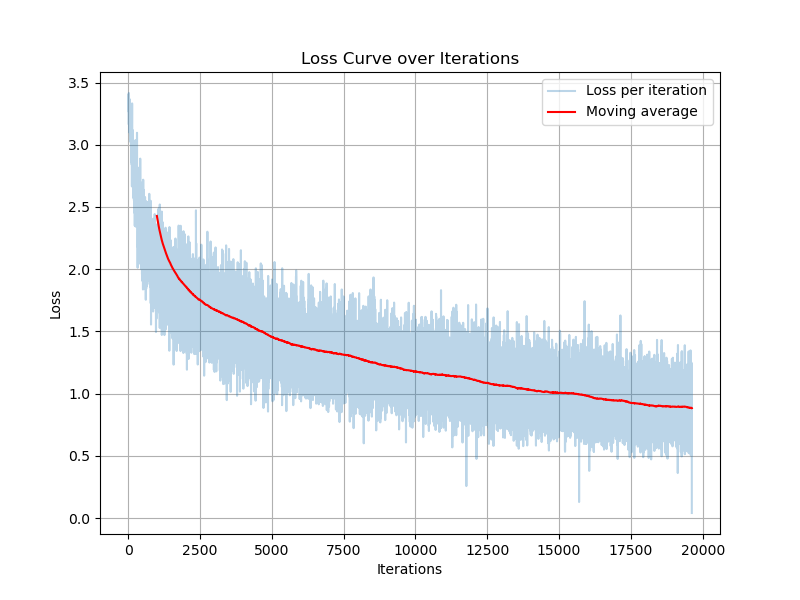 Loss Curve over Iterations
Loss per iteration
Moving average
3.5
3.0
2.5
2.0
1.5
1.0
0.5
0.0
Loss
0 2500 5000 7500 10000 12500 15000 17500 20000
Iterations